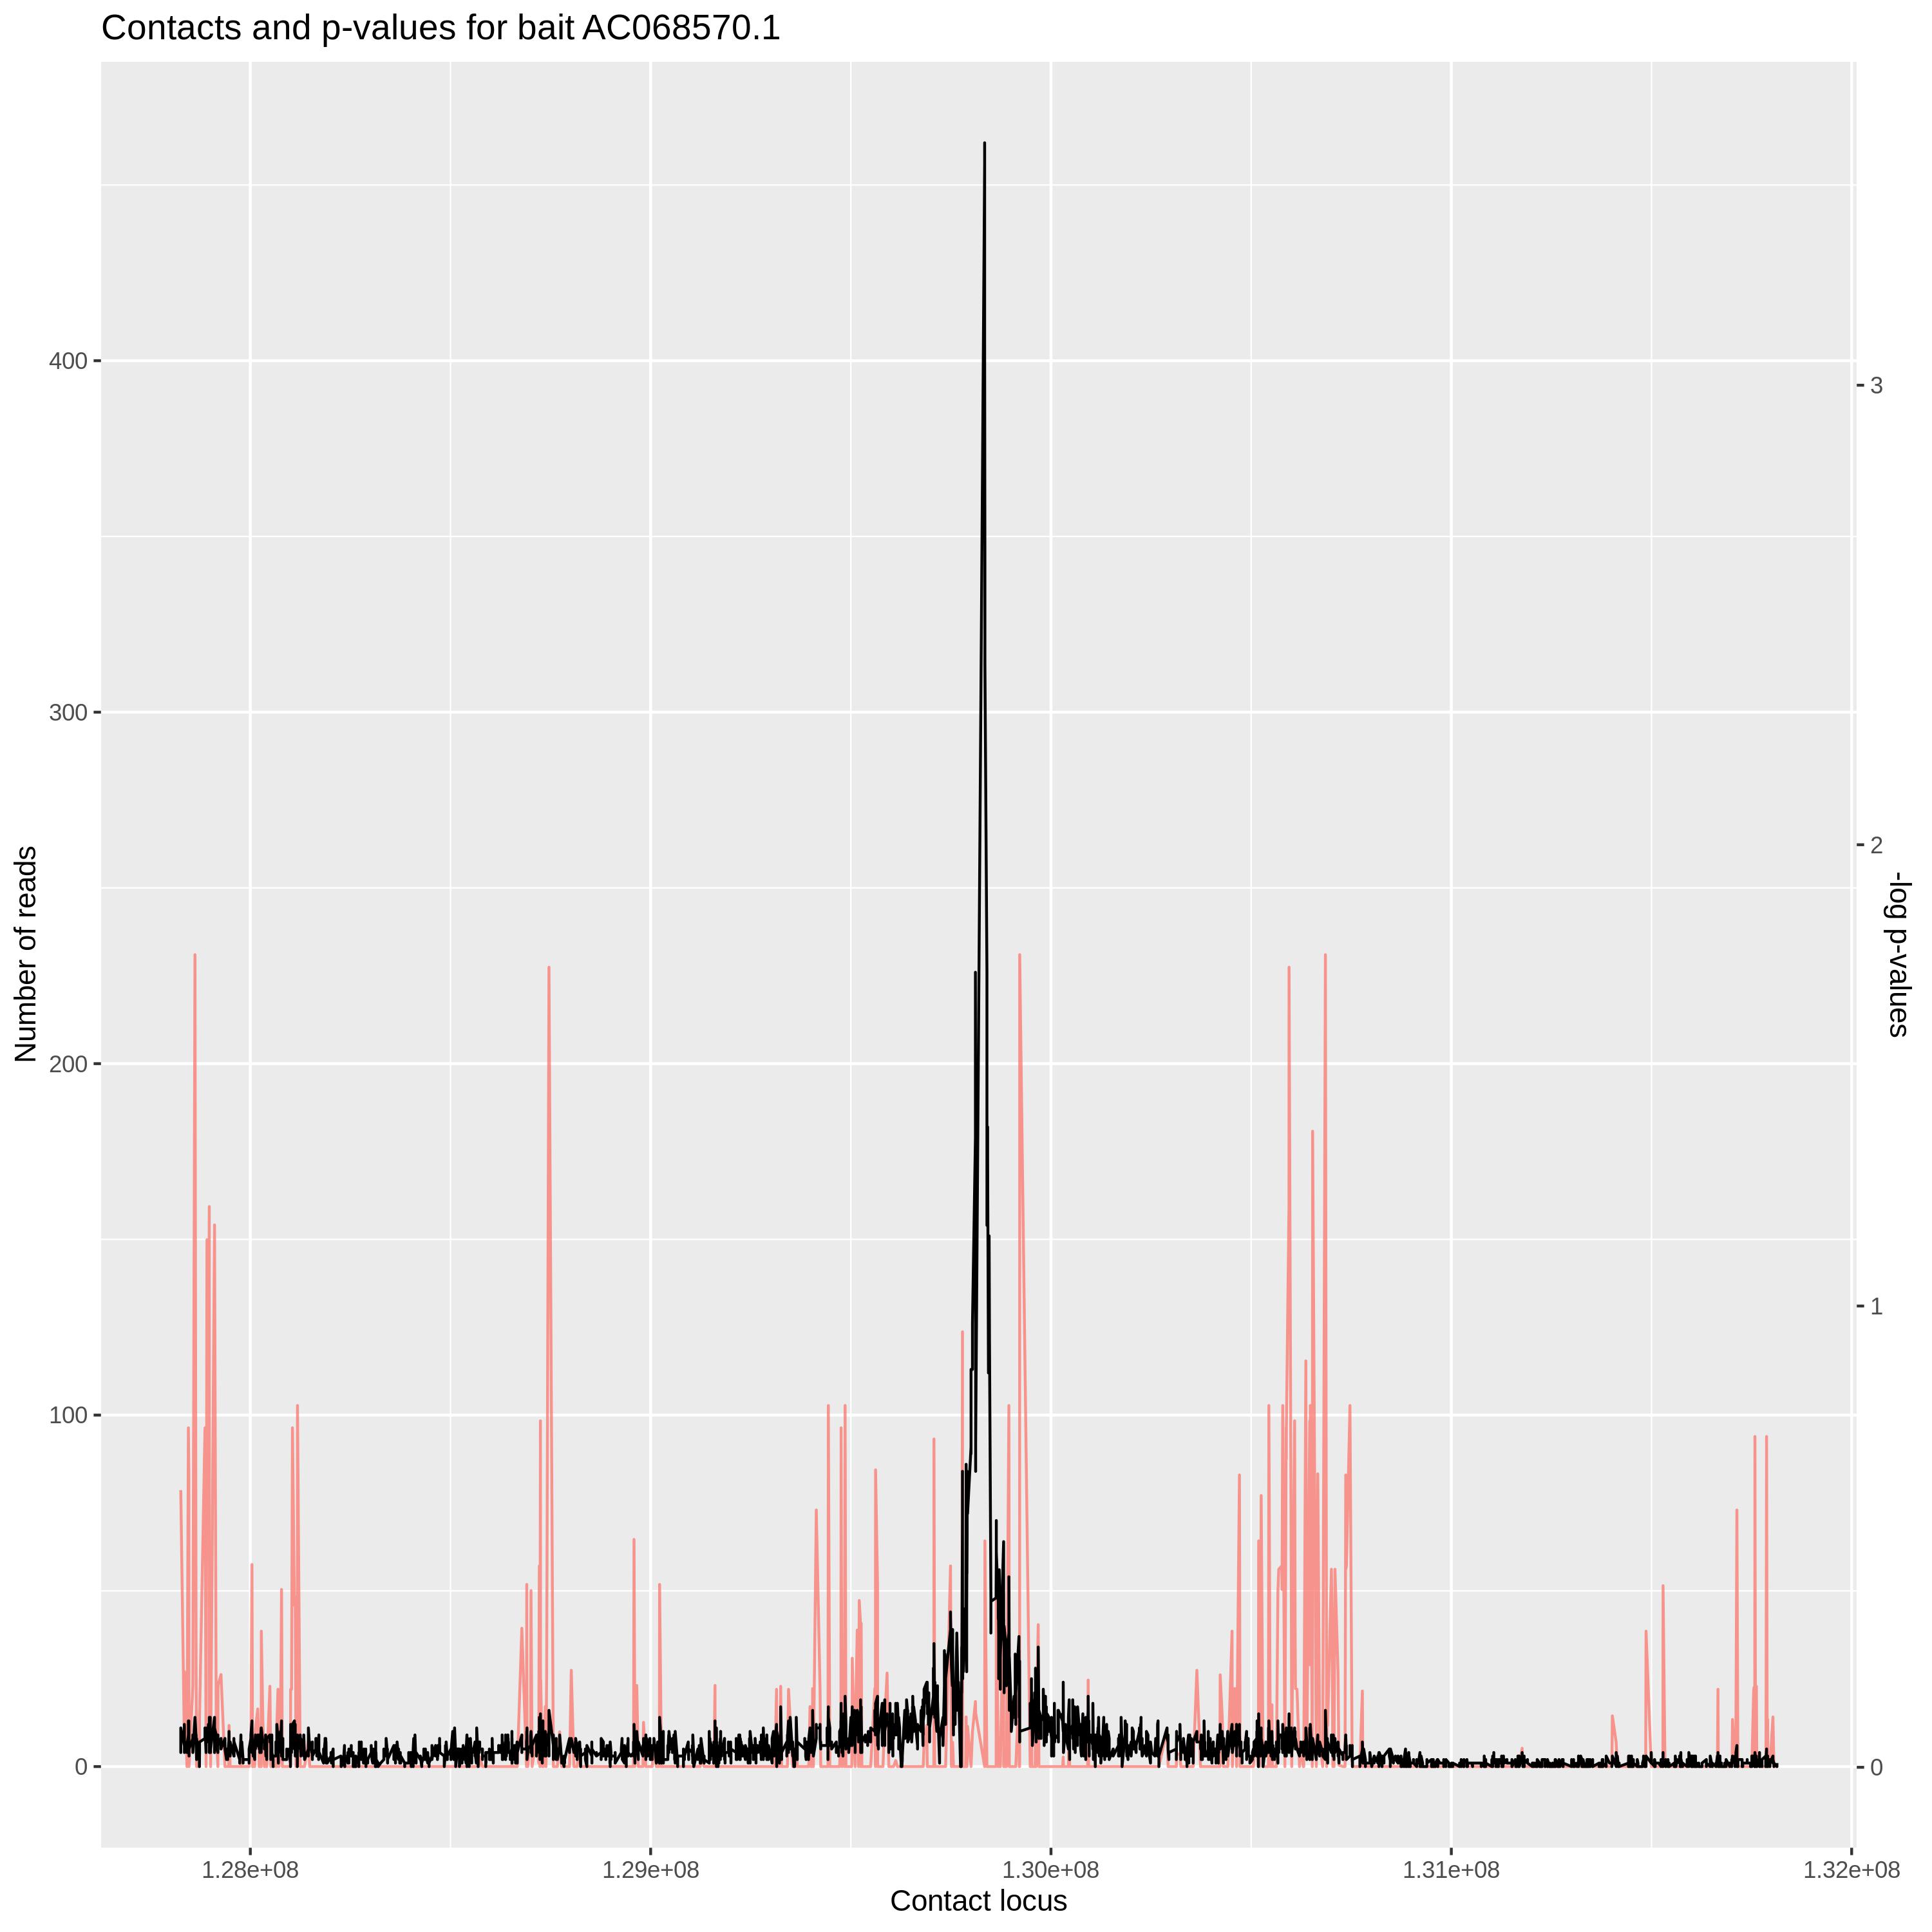 Contacts and p-values for bait AC068570.1
400
300
200
100
0
3
2
1
0
Number of reads
-log p-values
1.28e+08
1.29e+08
1.30e+08
1.31e+08
1.32e+08
Contact locus